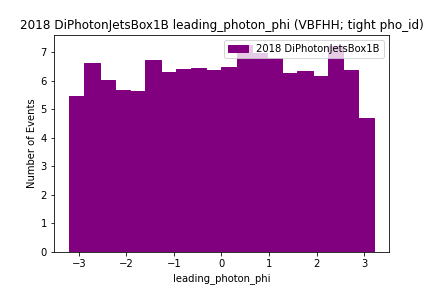 2018 DiPhotonJetsBox1B leading_photon_phi (VBFHH; tight pho_id)
2018 DiPhotonJetsBox1B
7
6
5
4
3
2
1
0
Number of Events
−3 −2 −1 0 1 2 3
leading_photon_phi